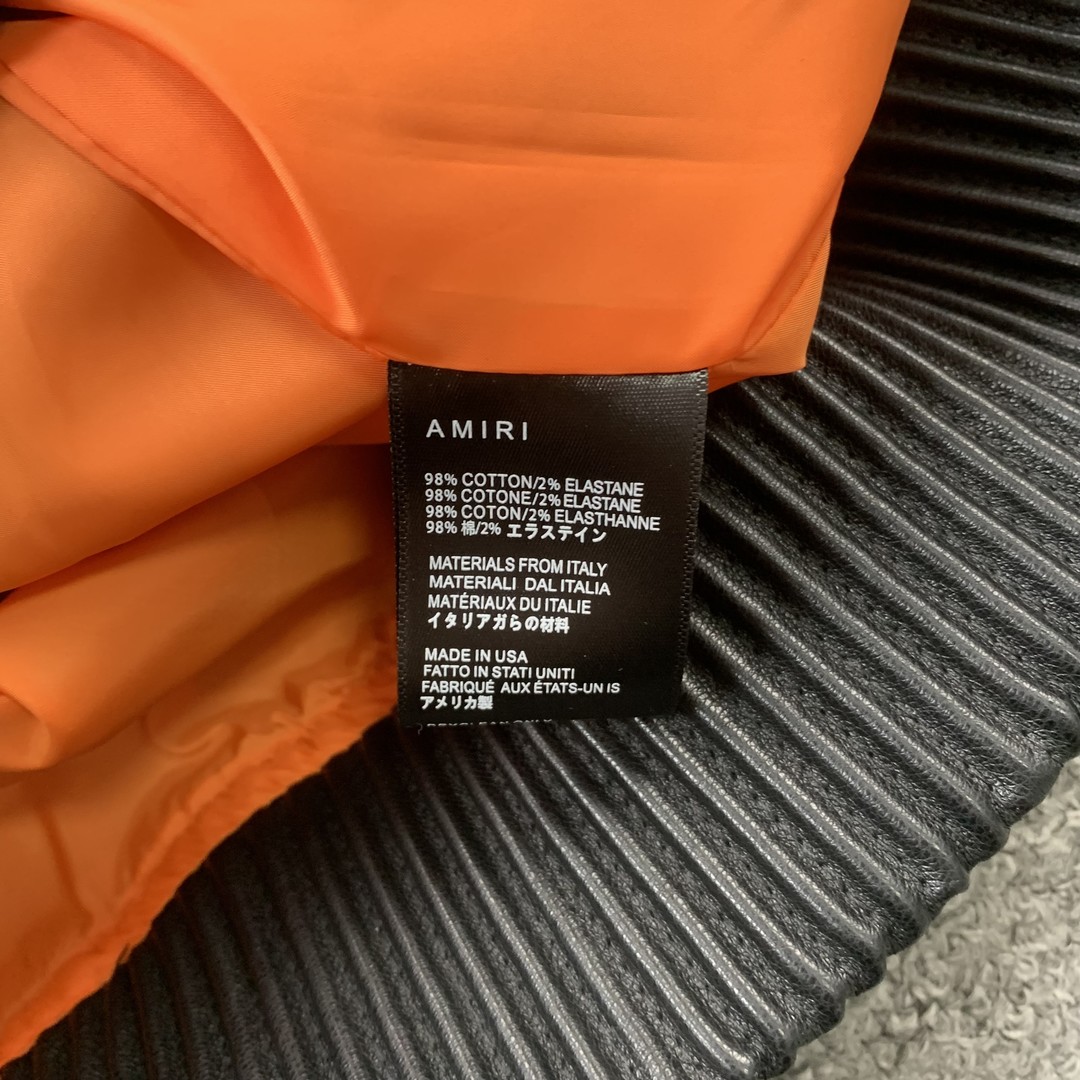 AMIRI
98% COTTON/2% ELASTANE
98% COTONE/2% ELASTANE
98% COTON/2% ELASTHANNE
98% 棉/2% エラステイン
MATERIALS FROM ITALY
MATERIALI DAL ITALIA
MATÉRIAUX DU ITALIE
イタリアガらの材料
MADE IN USA
FATTO IN STATI UNITI
FABRIQUÉ AUX ÉTATS-UN IS
アメリカ製